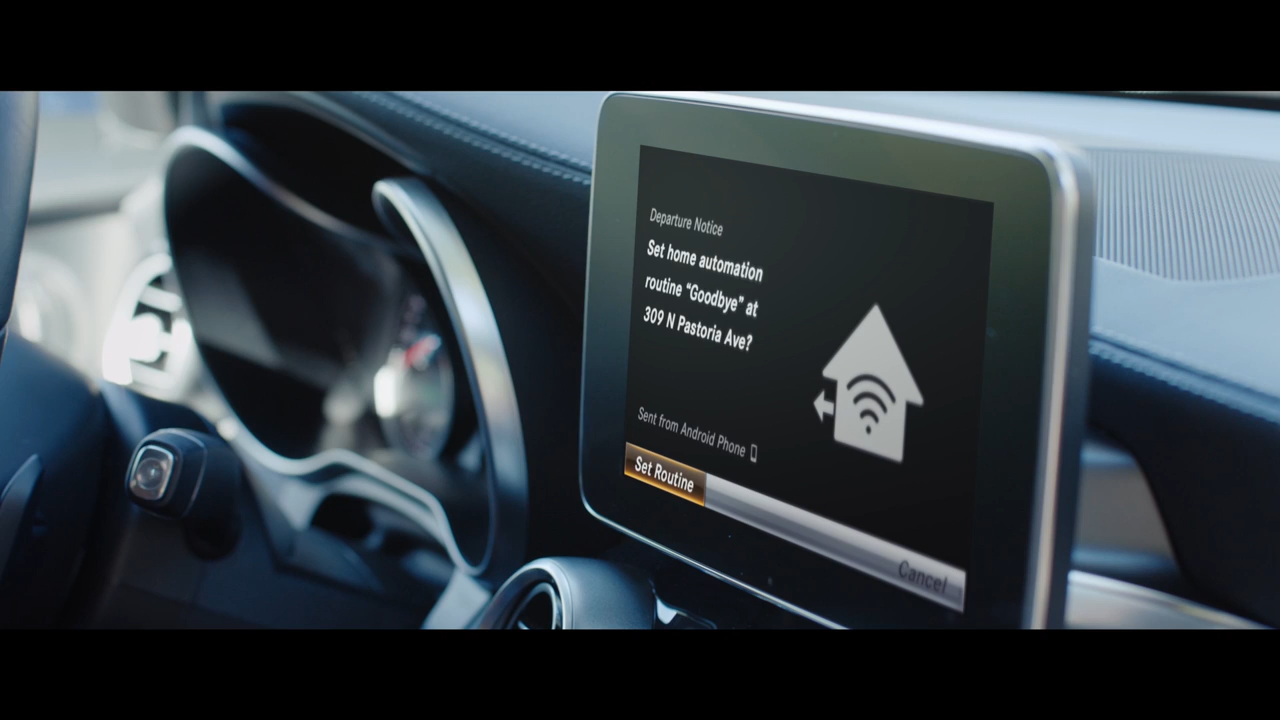 Departure Notice
Set home automation
routine “Goodbye” at
309 N Pastoria Ave?
Sent from Android Phone
Set Routine
Cancel